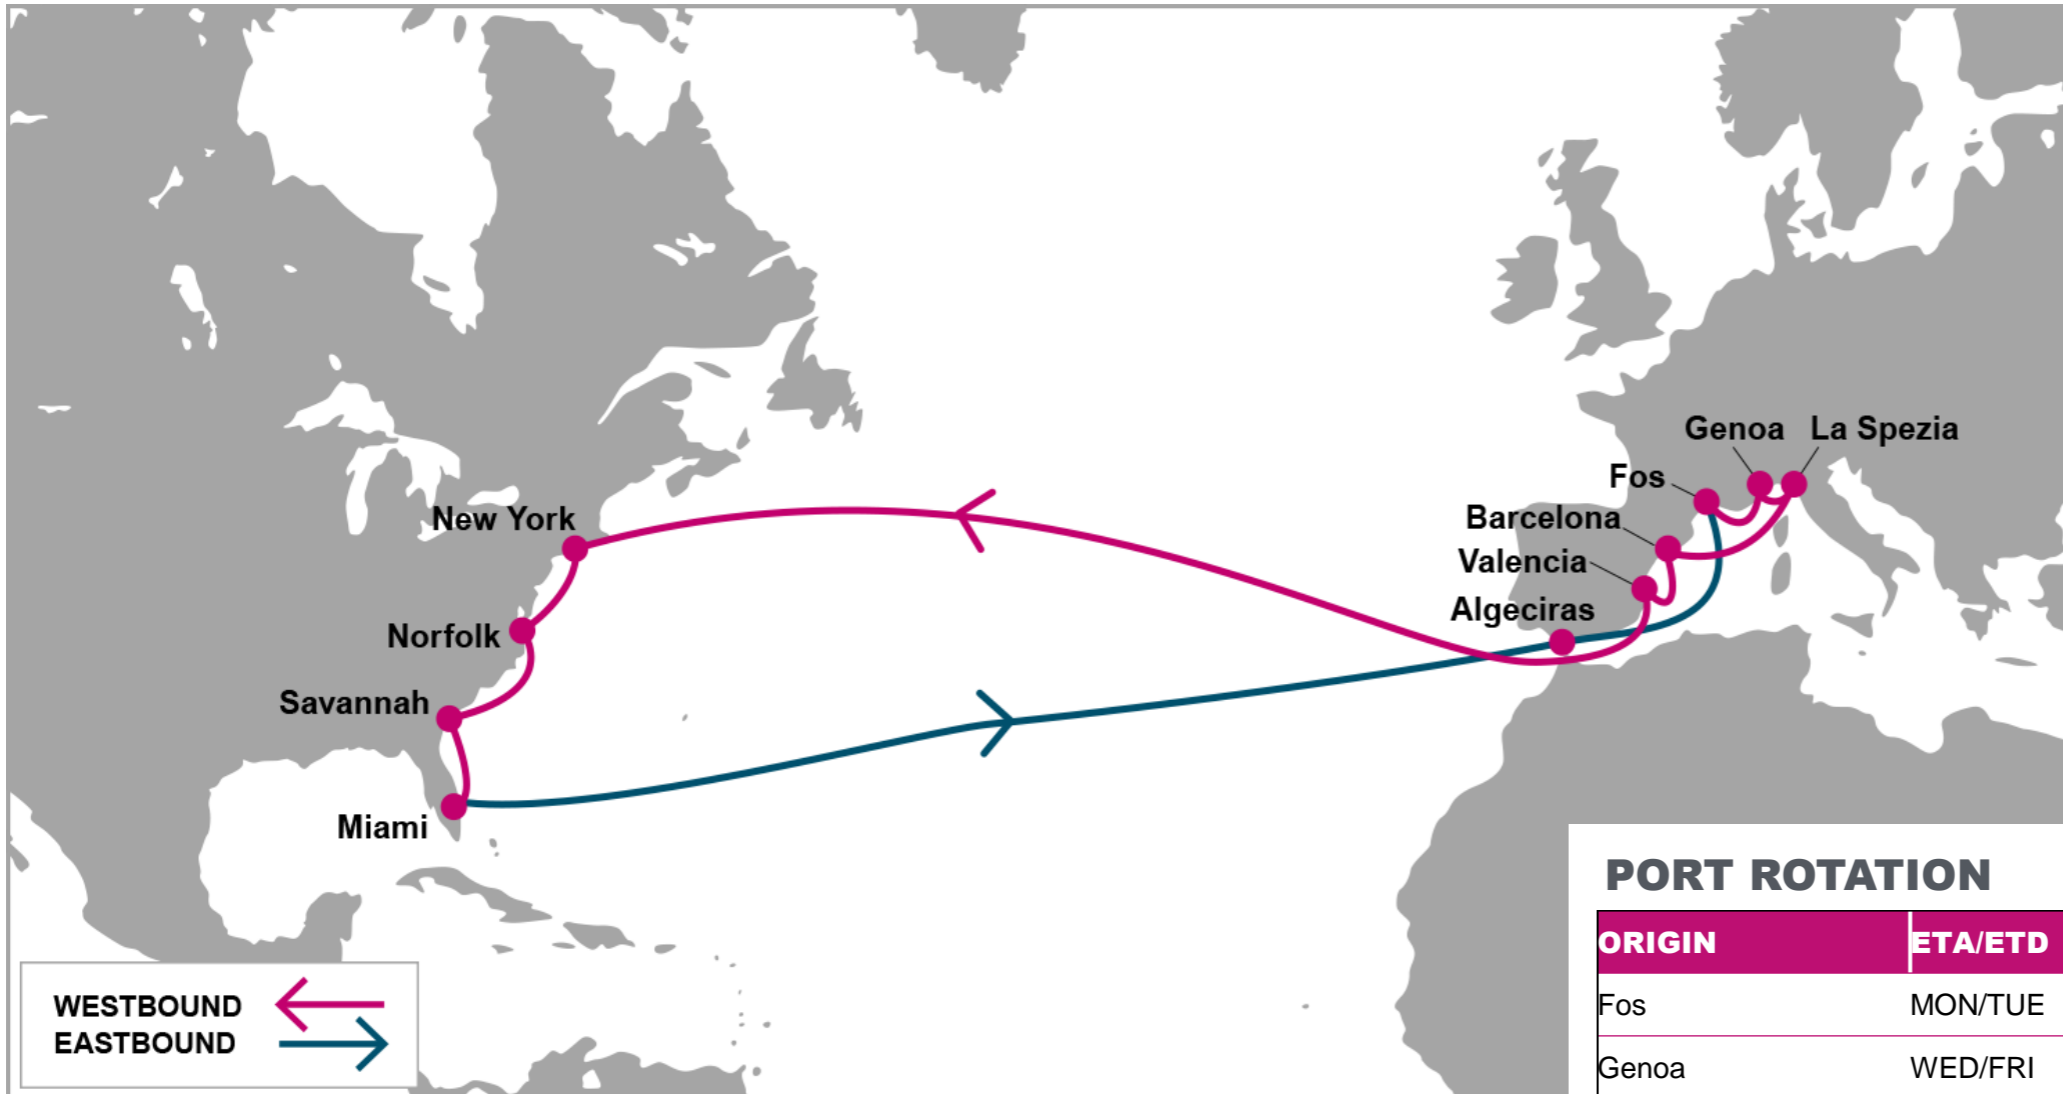 Genoa
La Spezia
Fos
New York
Barcelona
Valencia
Algeciras
Norfolk
Savannah
Miami
PORT ROTATION
ORIGIN ETA/ETD
Fos MON/TUE
Genoa WED/FRI
WESTBOUND
EASTBOUND